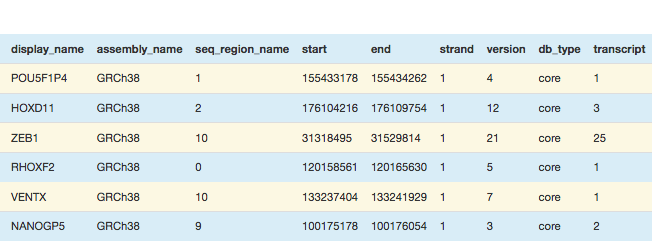 display_name assembly_name seq_region_name start end strand version db_type transcript
POU5F1P4 GRCh38 1 155433178 155434262 1 4 core 1
HOXD11 GRCh38 2 176104216 176109754 1 12 core 3
ZEB1 GRCh38 10 31318495 31529814 1 21 core 25
RHOXF2 GRCh38 0 120158561 120165630 1 5 core 1
VENTX GRCh38 10 133237404 133241929 1 7 core 1
NANOGP5 GRCh38 9 100175178 100176054 1 3 core 2